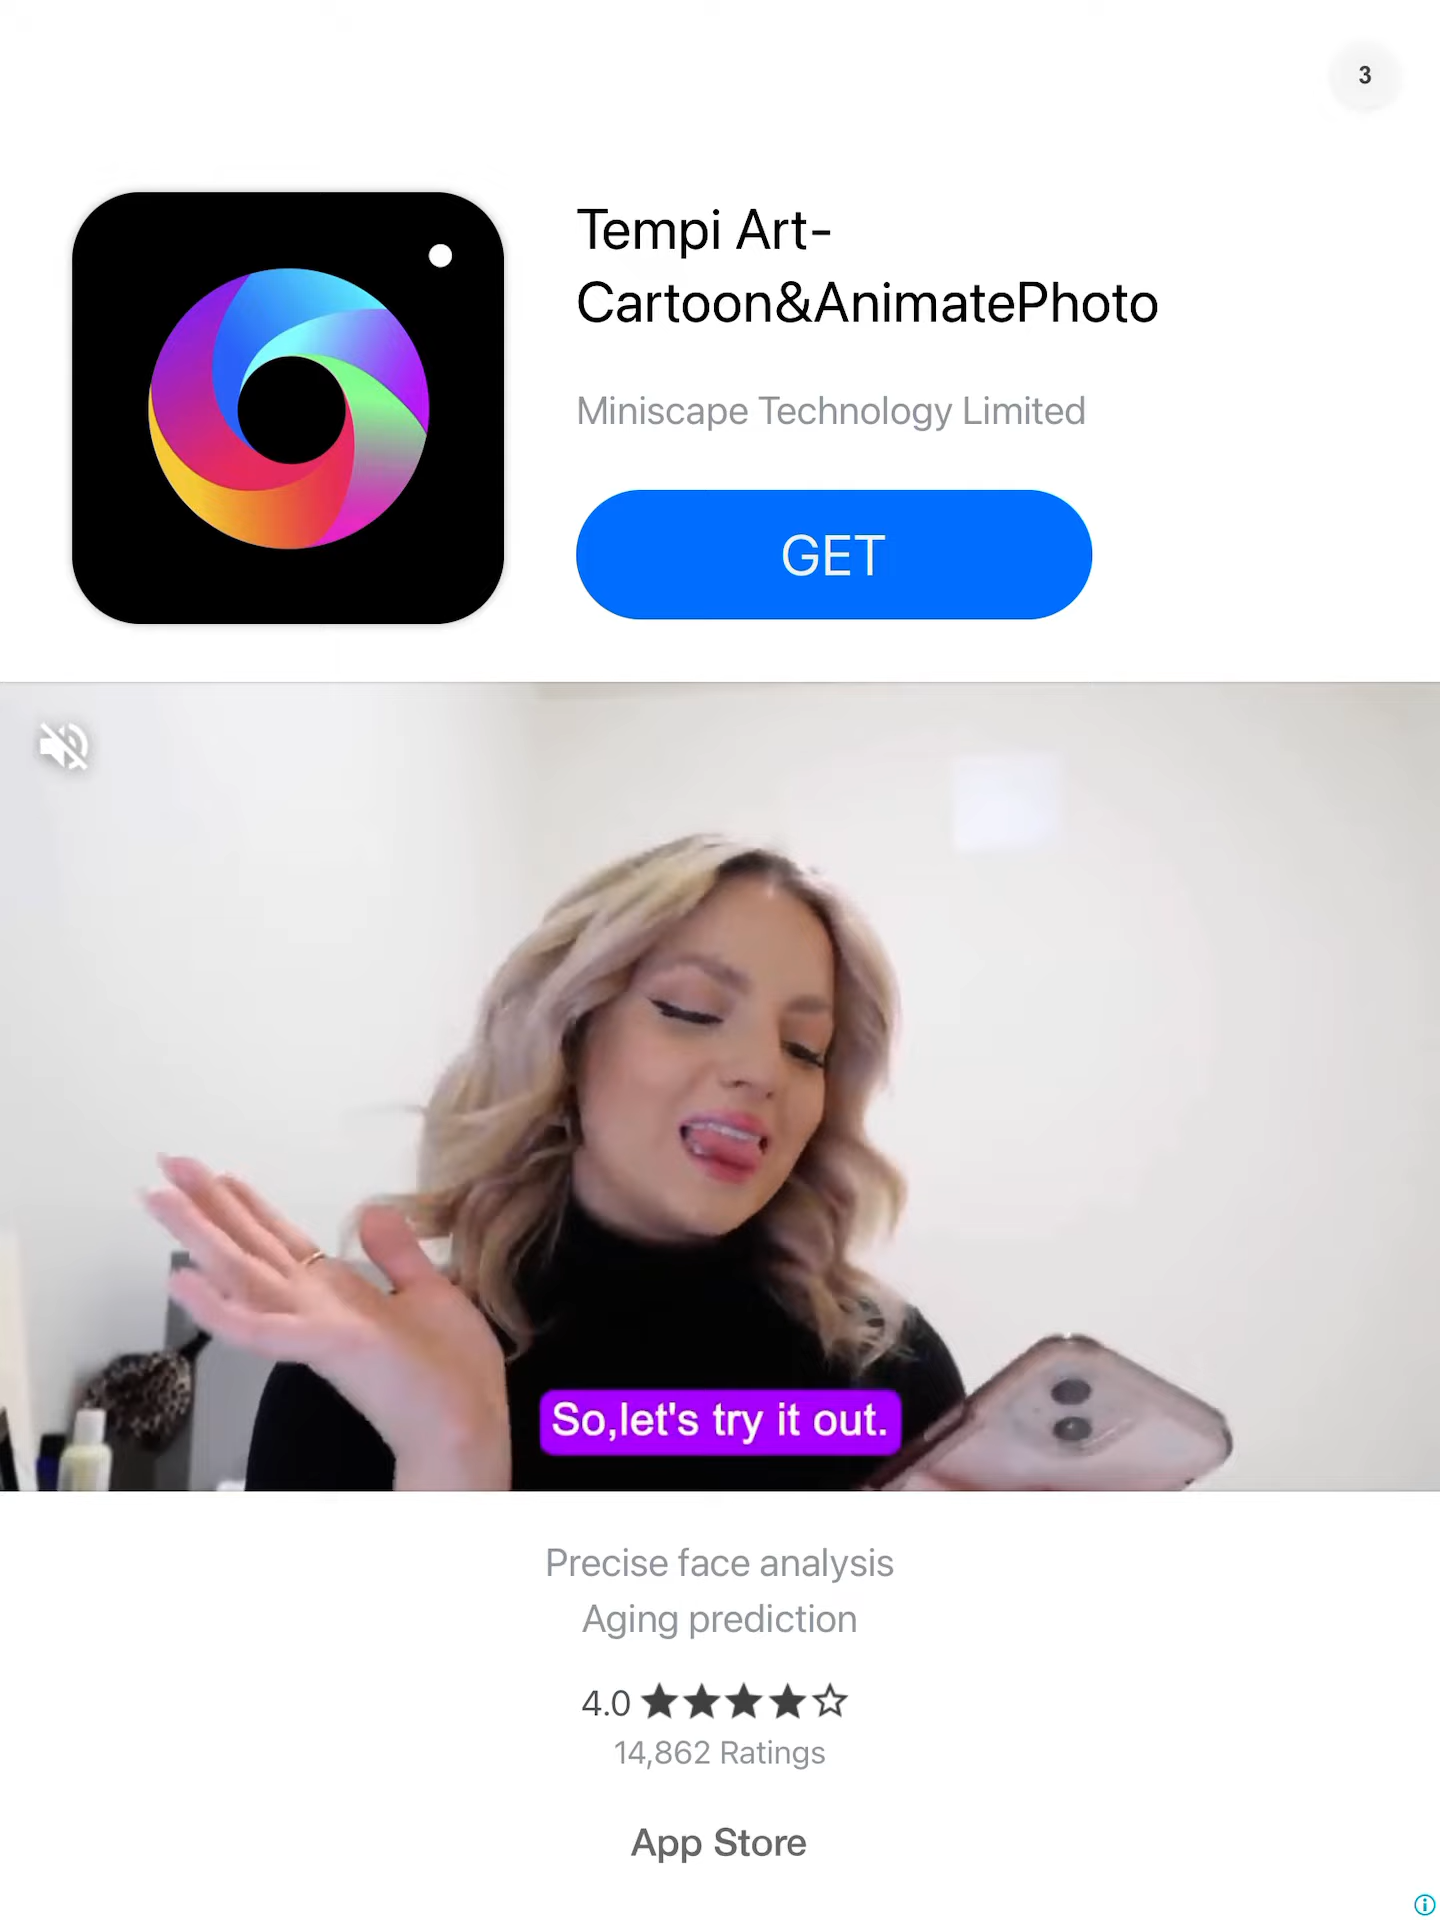 3
Tempi Art-
Cartoon&AnimatePhoto
Miniscape Technology Limited
GET
So,let's try it out.
Precise face analysis
Aging prediction
4.0
14,862 Ratings
App Store